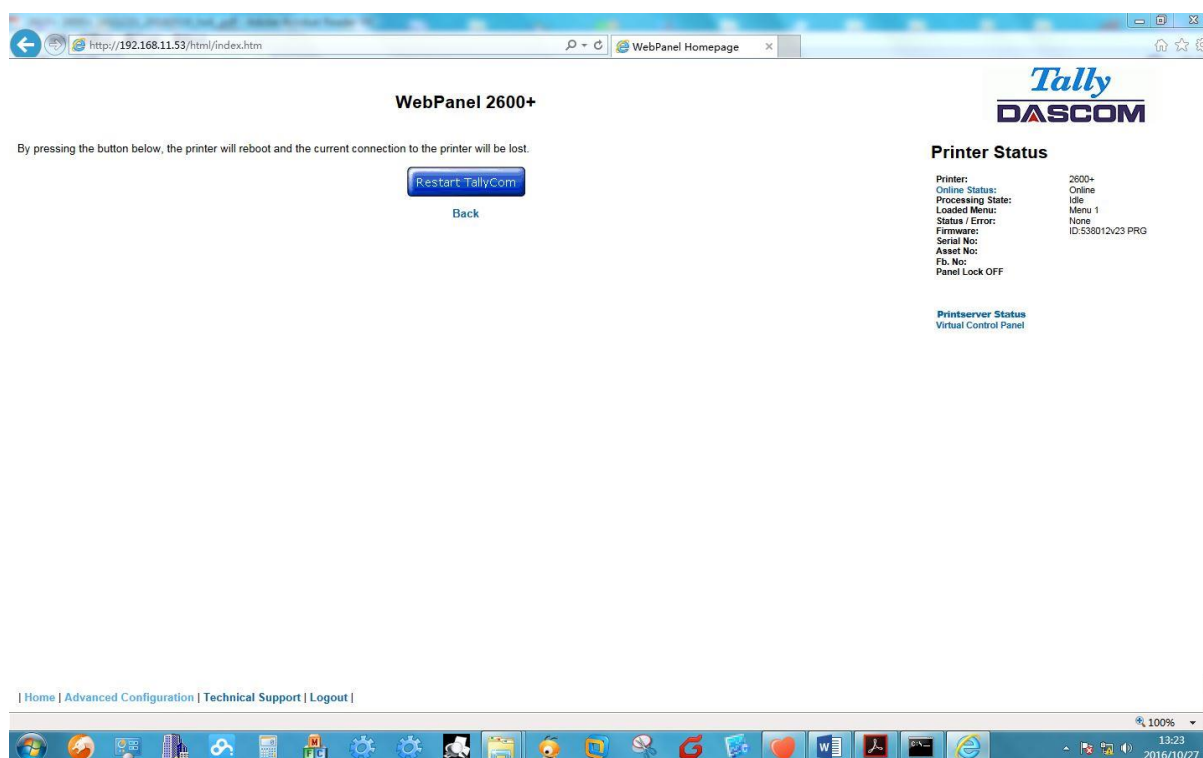 http://192.168.11.53/html/index.htm
WebPanel Homepage
WebPanel 2600+
By pressing the button below, the printer will reboot and the current connection to the printer will be lost.
Restart TallyCom
Back
Tally
DASCOM
Printer Status
Printer: 2600+
Online Status: Online
Processing State: Idle
Loaded Menu: Menu 1
Status / Error: None
Firmware: ID:538012v23 PRG
Serial No:
Asset No:
Fb. No:
Panel Lock OFF
Printserver Status
Virtual Control Panel
| Home | Advanced Configuration | Technical Support | Logout |
100%
13:23
2016/10/27